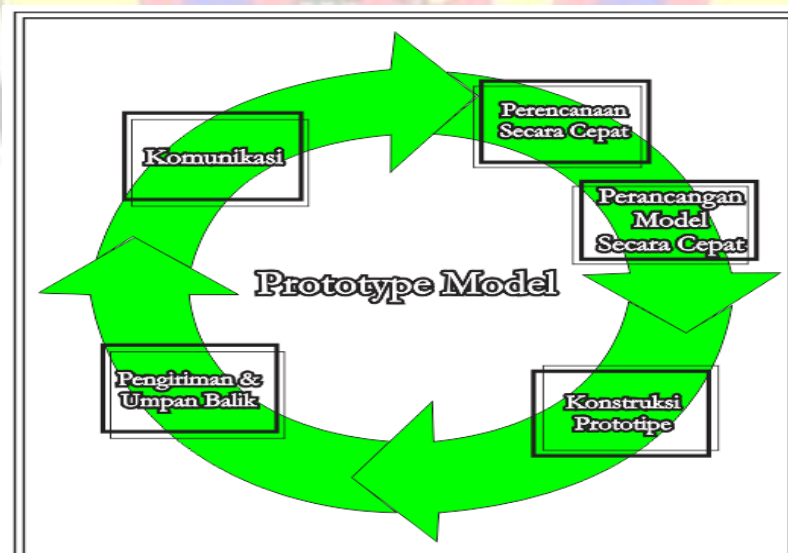 Komunikasi
Perencanaan
Secara Cepat
Perancangan
Model
Secara Cepat
Prototype Model
Pengiriman &
Umpan Balik
Konstruksi
Prototipe